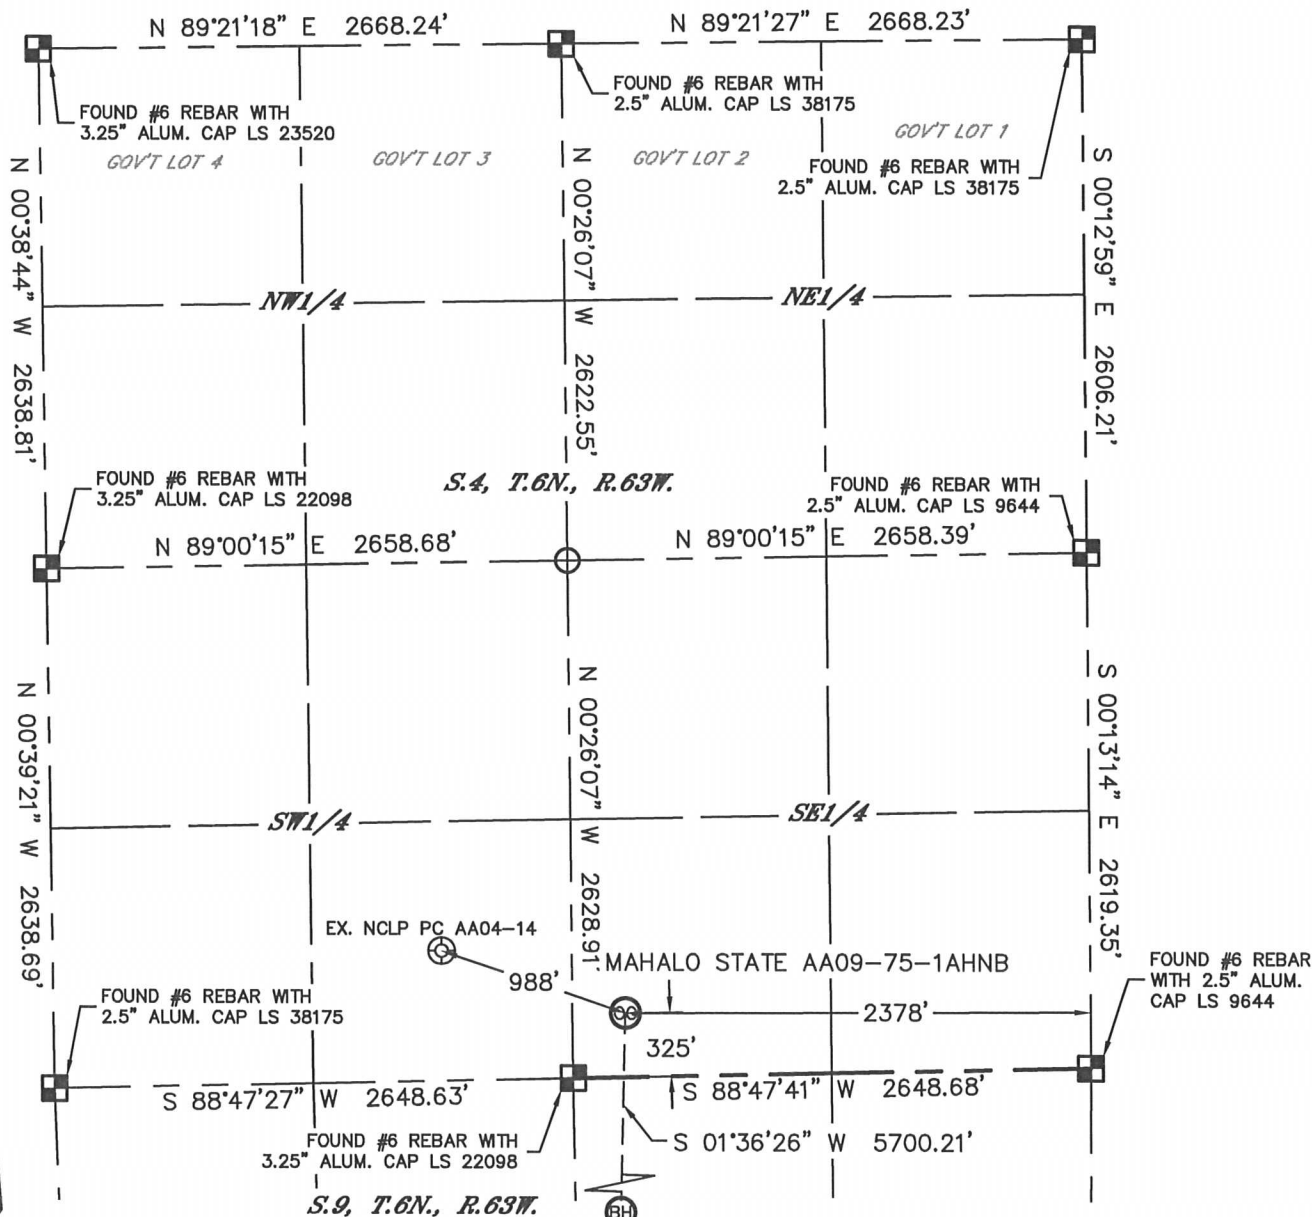 N 89°21'18" E 2668.24'
N 89°21'27" E 2668.23'
FOUND #6 REBAR WITH
3.25" ALUM. CAP LS 23520
FOUND #6 REBAR WITH
2.5" ALUM. CAP LS 38175
GOV'T LOT 4
GOV'T LOT 3
GOV'T LOT 2
GOV'T LOT 1
FOUND #6 REBAR WITH
2.5" ALUM. CAP LS 38175
N 00°38'44" W 2638.81'
N 00°26'07" W 2622.55'
S 00°12'59" E 2606.21'
NW1/4
NE1/4
FOUND #6 REBAR WITH
3.25" ALUM. CAP LS 22098
S.4, T.6N., R.63W.
FOUND #6 REBAR WITH
2.5" ALUM. CAP LS 9644
N 89°00'15" E 2658.68'
N 89°00'15" E 2658.39'
N 00°39'21" W 2638.69'
N 00°26'07" W 2628.91'
S 00°13'14" E 2619.35'
SW1/4
SE1/4
EX. NCLP PC AA04-14
988'
MAHALO STATE AA09-75-1AHNB
2378'
325'
FOUND #6 REBAR WITH
2.5" ALUM. CAP LS 38175
FOUND #6 REBAR
WITH 2.5" ALUM.
CAP LS 9644
S 88°47'27" W 2648.63'
S 88°47'41" W 2648.68'
FOUND #6 REBAR WITH
3.25" ALUM. CAP LS 22098
S 01°36'26" W 5700.21'
S.9, T.6N., R.63W.
BH